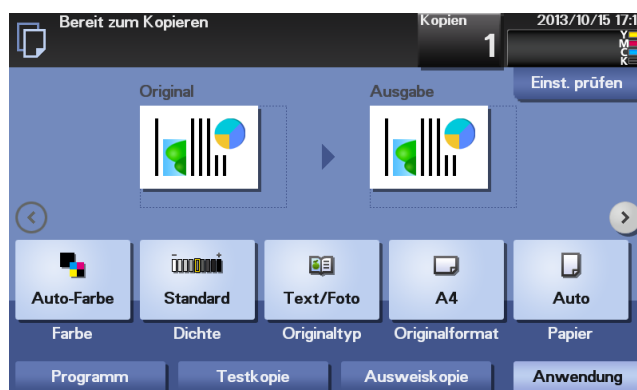 Bereit zum Kopieren
Kopien
1
2013/10/15 17:1
Y
M
C
K
Einst. prüfen
Original
Ausgabe
Auto-Farbe
Standard
Text/Foto
A4
Auto
Farbe
Dichte
Originaltyp
Originalformat
Papier
Programm
Testkopie
Ausweiskopie
Anwendung